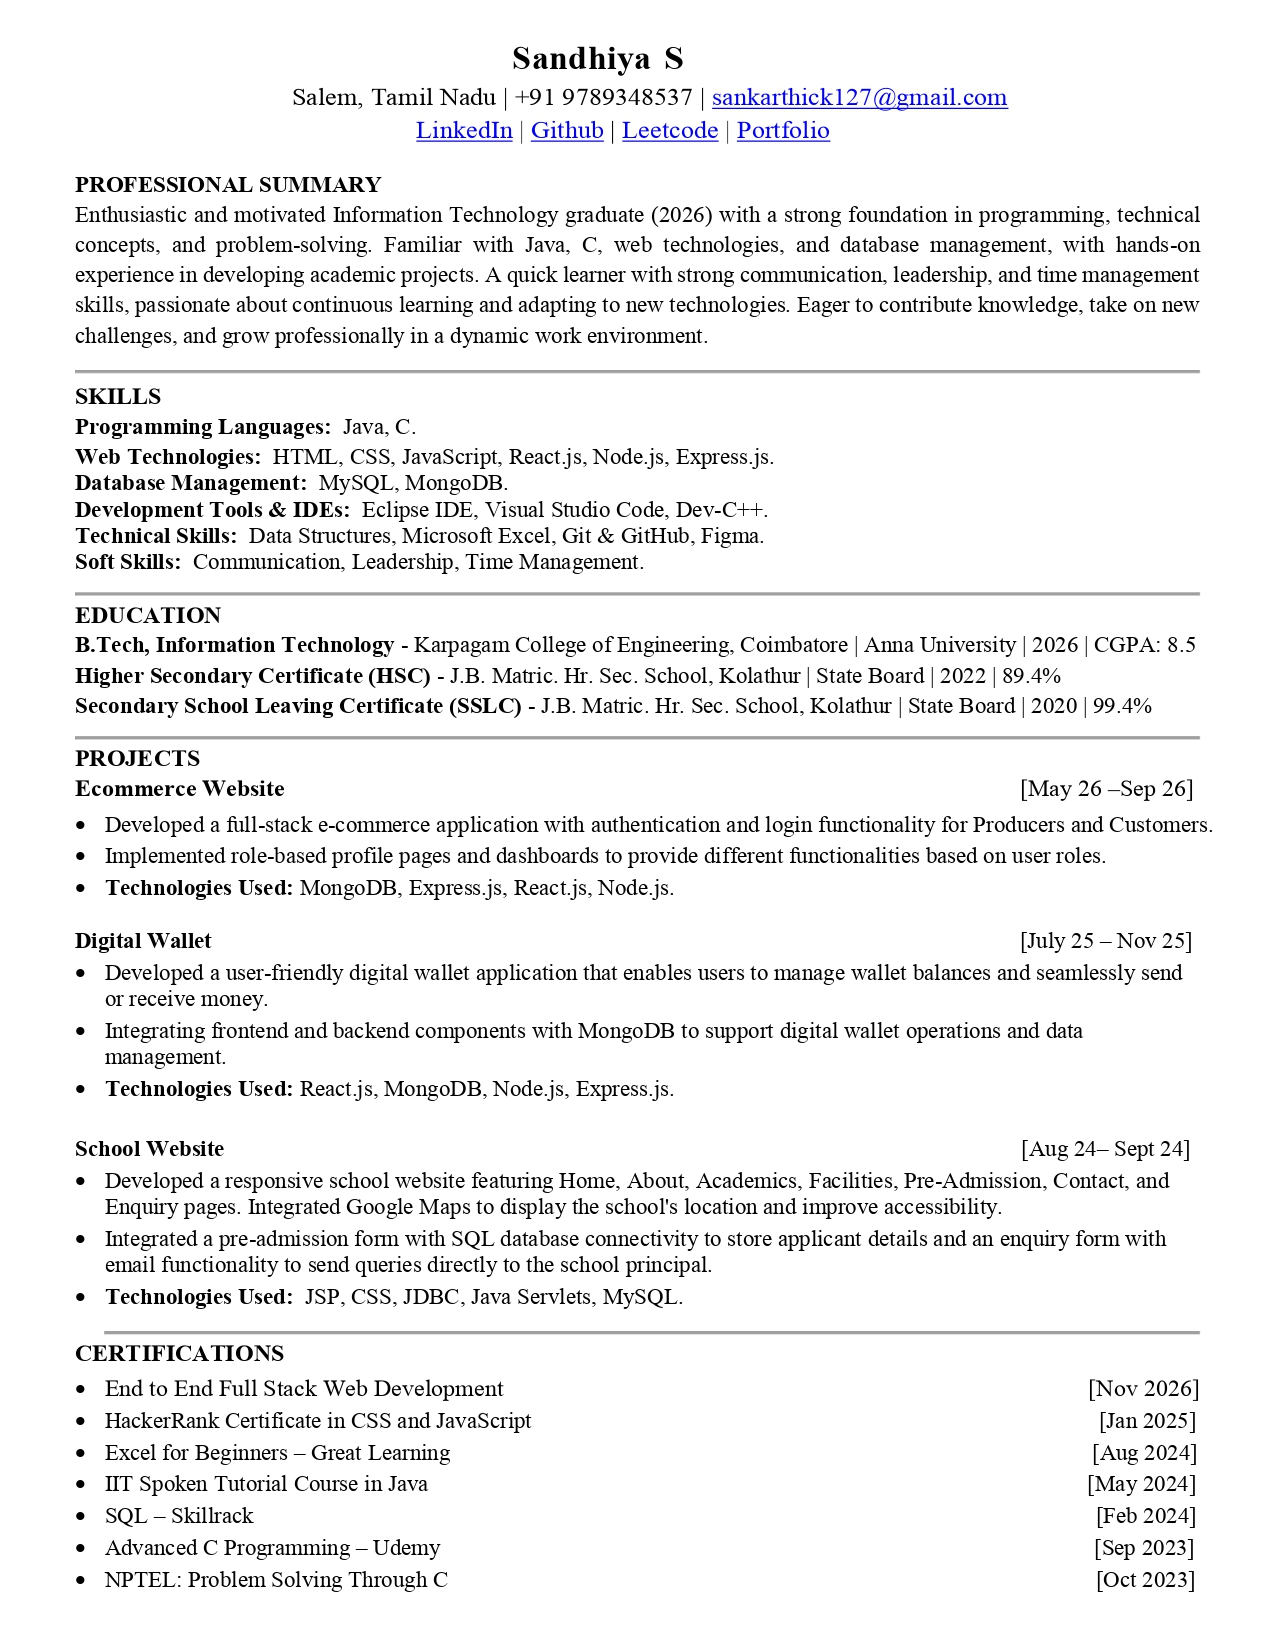 Sandhiya S
Salem, Tamil Nadu | +91 9789348537 | sankarthick127@gmail.com
LinkedIn | Github | Leetcode | Portfolio
PROFESSIONAL SUMMARY
Enthusiastic and motivated Information Technology graduate (2026) with a strong foundation in programming, technical
concepts, and problem-solving. Familiar with Java, C, web technologies, and database management, with hands-on
experience in developing academic projects. A quick learner with strong communication, leadership, and time management
skills, passionate about continuous learning and adapting to new technologies. Eager to contribute knowledge, take on new
challenges, and grow professionally in a dynamic work environment.
SKILLS
Programming Languages: Java, C.
Web Technologies: HTML, CSS, JavaScript, React.js, Node.js, Express.js.
Database Management: MySQL, MongoDB.
Development Tools & IDEs: Eclipse IDE, Visual Studio Code, Dev-C++.
Technical Skills: Data Structures, Microsoft Excel, Git & GitHub, Figma.
Soft Skills: Communication, Leadership, Time Management.
EDUCATION
B.Tech, Information Technology - Karpagam College of Engineering, Coimbatore | Anna University | 2026 | CGPA: 8.5
Higher Secondary Certificate (HSC) - J.B. Matric. Hr. Sec. School, Kolathur | State Board | 2022 | 89.4%
Secondary School Leaving Certificate (SSLC) - J.B. Matric. Hr. Sec. School, Kolathur | State Board | 2020 | 99.4%
PROJECTS
Ecommerce Website [May 26 –Sep 26]
• Developed a full-stack e-commerce application with authentication and login functionality for Producers and Customers.
• Implemented role-based profile pages and dashboards to provide different functionalities based on user roles.
• Technologies Used: MongoDB, Express.js, React.js, Node.js.
Digital Wallet [July 25 – Nov 25]
• Developed a user-friendly digital wallet application that enables users to manage wallet balances and seamlessly send
or receive money.
• Integrating frontend and backend components with MongoDB to support digital wallet operations and data
management.
• Technologies Used: React.js, MongoDB, Node.js, Express.js.
School Website [Aug 24– Sept 24]
• Developed a responsive school website featuring Home, About, Academics, Facilities, Pre-Admission, Contact, and
Enquiry pages. Integrated Google Maps to display the school's location and improve accessibility.
• Integrated a pre-admission form with SQL database connectivity to store applicant details and an enquiry form with
email functionality to send queries directly to the school principal.
• Technologies Used: JSP, CSS, JDBC, Java Servlets, MySQL.
CERTIFICATIONS
• End to End Full Stack Web Development [Nov 2026]
• HackerRank Certificate in CSS and JavaScript [Jan 2025]
• Excel for Beginners – Great Learning [Aug 2024]
• IIT Spoken Tutorial Course in Java [May 2024]
• SQL – Skillrack [Feb 2024]
• Advanced C Programming – Udemy [Sep 2023]
• NPTEL: Problem Solving Through C [Oct 2023]